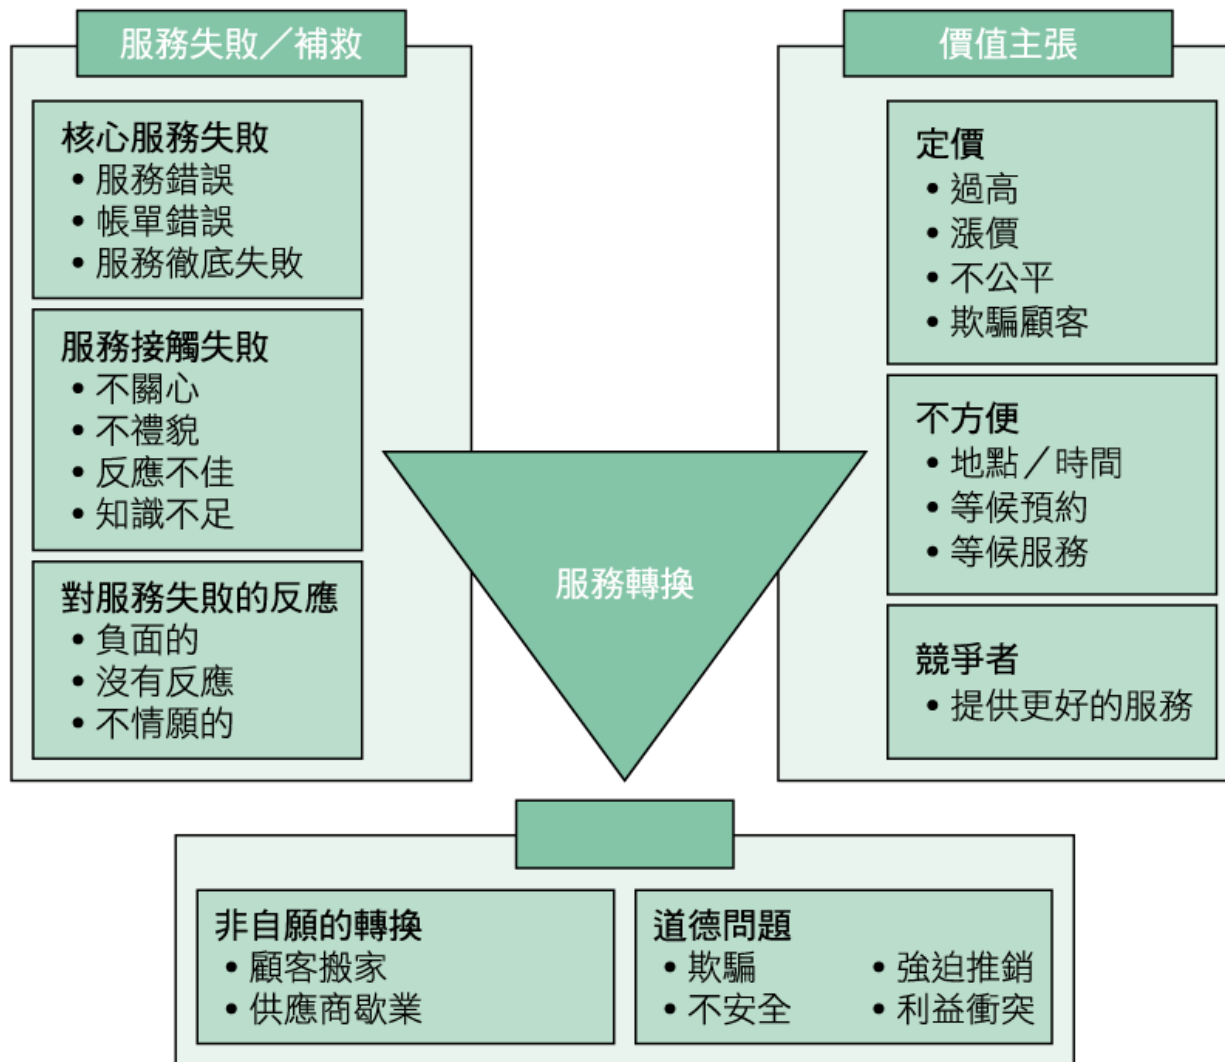 服務失敗／補救
核心服務失敗
• 服務錯誤
• 帳單錯誤
• 服務徹底失敗
服務接觸失敗
• 不關心
• 不禮貌
• 反應不佳
• 知識不足
對服務失敗的反應
• 負面的
• 沒有反應
• 不情願的
價值主張
定價
• 過高
• 漲價
• 不公平
• 欺騙顧客
不方便
• 地點／時間
• 等候預約
• 等候服務
競爭者
• 提供更好的服務
服務轉換
非自願的轉換
• 顧客搬家
• 供應商歇業
道德問題
• 欺騙
• 不安全
• 強迫推銷
• 利益衝突